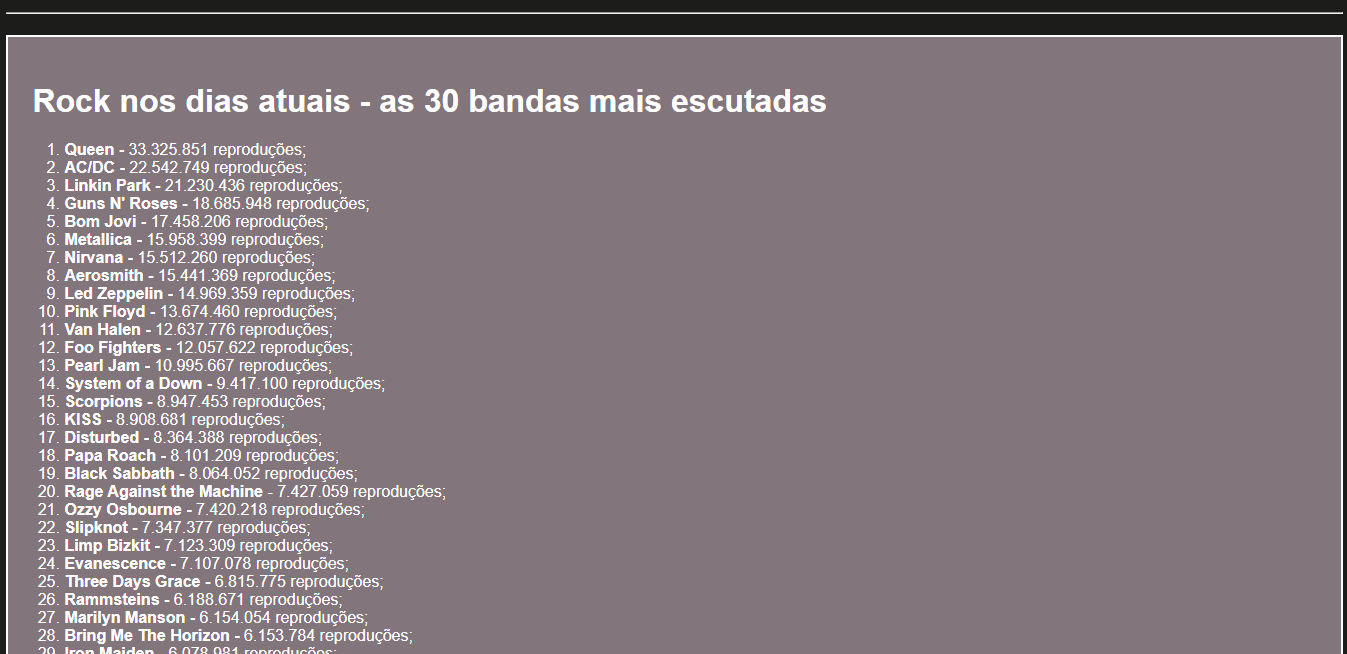 Rock nos dias atuais - as 30 bandas mais escutadas
1. Queen - 33.325.851 reproduções;
2. AC/DC - 22.542.749 reproduções;
3. Linkin Park - 21.230.436 reproduções;
4. Guns N' Roses - 18.685.948 reproduções;
5. Bom Jovi - 17.458.206 reproduções;
6. Metallica - 15.958.399 reproduções;
7. Nirvana - 15.512.260 reproduções;
8. Aerosmith - 15.441.369 reproduções;
9. Led Zeppelin - 14.969.359 reproduções;
10. Pink Floyd - 13.674.460 reproduções;
11. Van Halen - 12.637.776 reproduções;
12. Foo Fighters - 12.057.622 reproduções;
13. Pearl Jam - 10.995.667 reproduções;
14. System of a Down - 9.417.100 reproduções;
15. Scorpions - 8.947.453 reproduções;
16. KISS - 8.908.681 reproduções;
17. Disturbed - 8.364.388 reproduções;
18. Papa Roach - 8.101.209 reproduções;
19. Black Sabbath - 8.064.052 reproduções;
20. Rage Against the Machine - 7.427.059 reproduções;
21. Ozzy Osbourne - 7.420.218 reproduções;
22. Slipknot - 7.347.377 reproduções;
23. Limp Bizkit - 7.123.309 reproduções;
24. Evanescence - 7.107.078 reproduções;
25. Three Days Grace - 6.815.775 reproduções;
26. Rammsteins - 6.188.671 reproduções;
27. Marilyn Manson - 6.154.054 reproduções;
28. Bring Me The Horizon - 6.153.784 reproduções;
29. Iron Maiden - 6.078.981 reproduções;